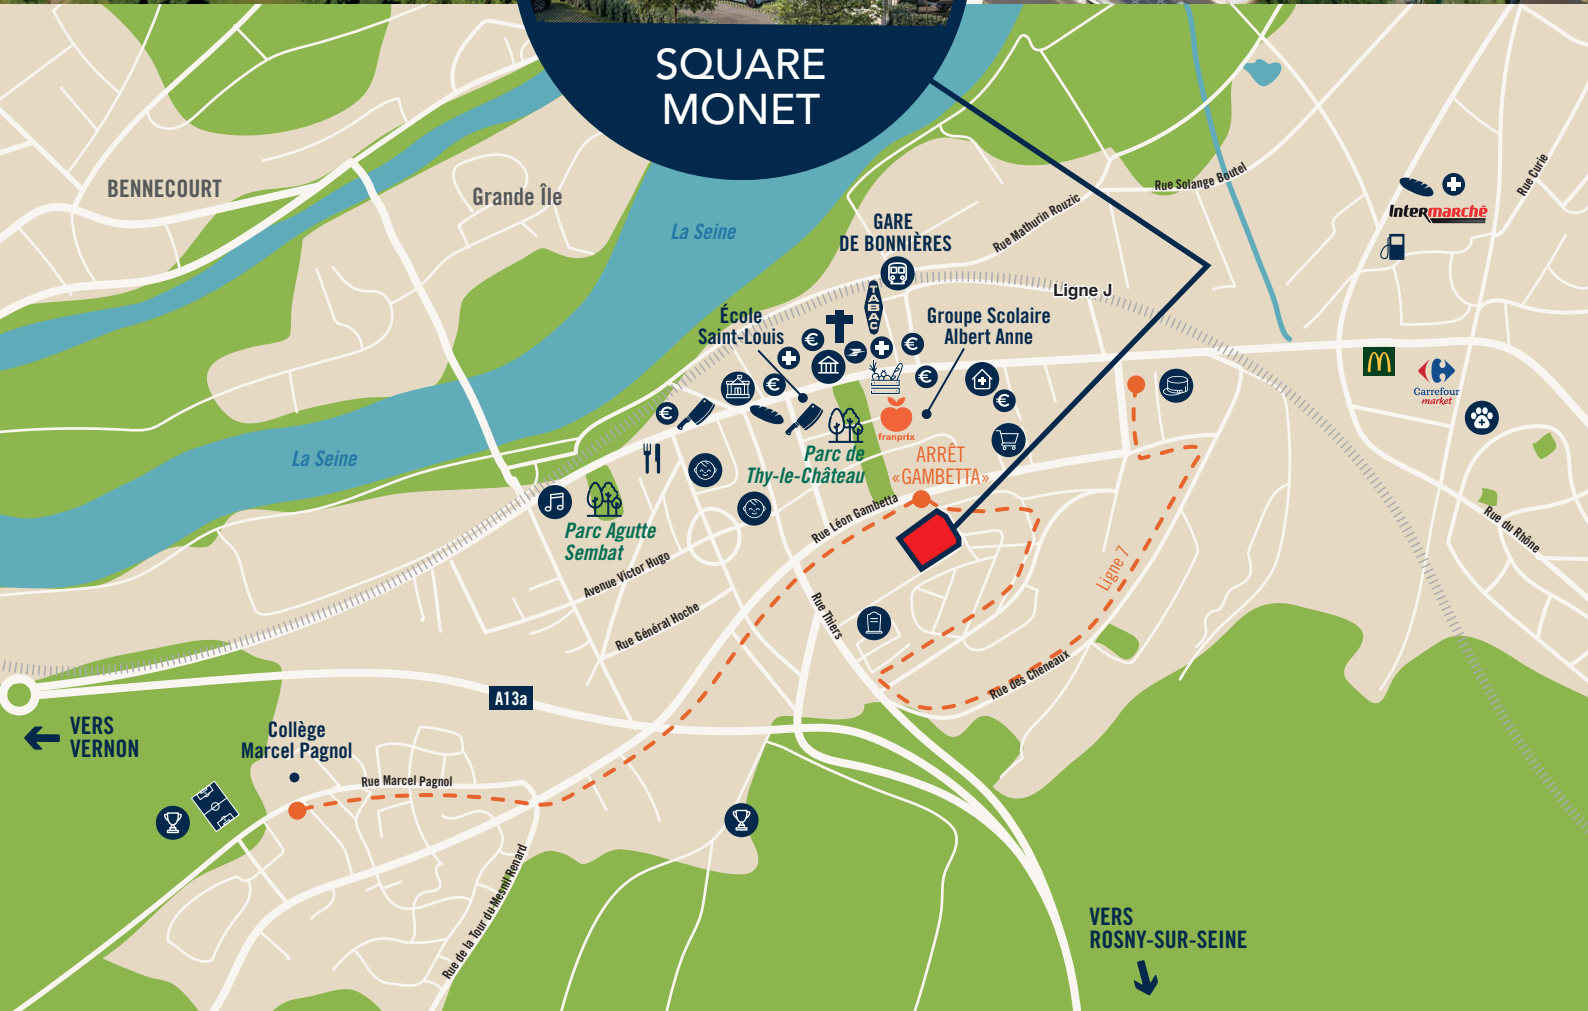 SQUARE
MONET
BENNECOURT
Grande Île
La Seine
GARE
DE BONNIÈRES
Rue Mathurin Rouzic
Rue Solange Boutel
Rue Curie
Intermarché
TABAC
Ligne J
École
Saint-Louis
Groupe Scolaire
Albert Anne
€
€
€
€
€
€
franprix
Carrefour
market
La Seine
Parc de
Thy-le-Château
ARRÊT
«GAMBETTA»
Rue Léon Gambetta
Parc Agutte
Sembat
Avenue Victor Hugo
Rue Général Hoche
Rue Thiers
Ligne 7
Rue du Rhône
Rue des Cheneaux
A13a
VERS
VERNON
Collège
Marcel Pagnol
Rue Marcel Pagnol
Rue de la Tour du Mesnil Renard
VERS
ROSNY-SUR-SEINE